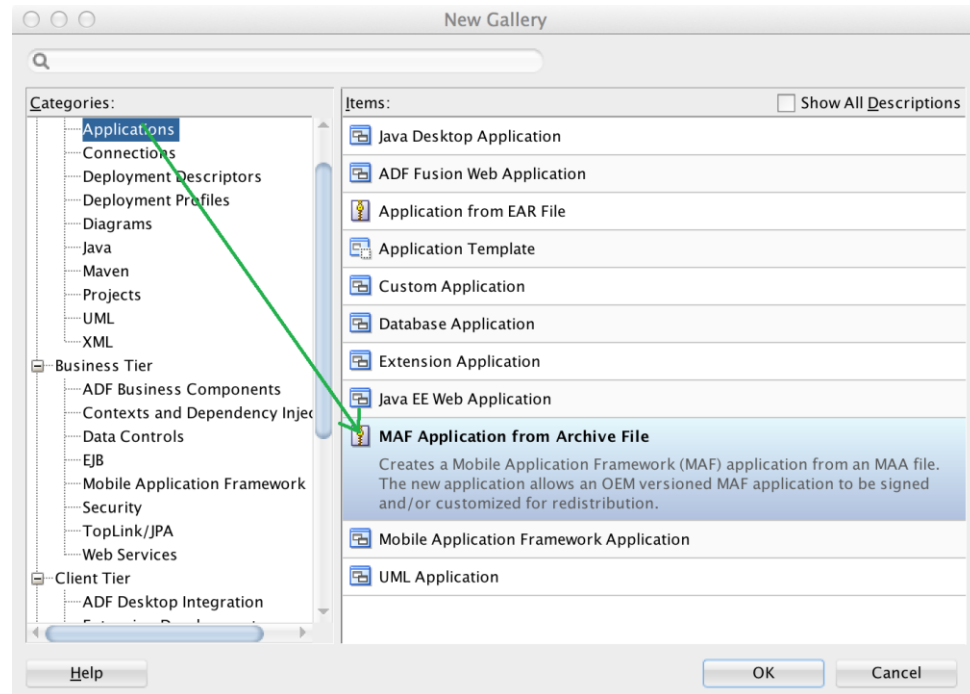 New Gallery
Categories:
Applications
Connections
Deployment Descriptors
Deployment Profiles
Diagrams
Java
Maven
Projects
UML
XML
Business Tier
ADF Business Components
Contexts and Dependency Injec
Data Controls
EJB
Mobile Application Framework
Security
TopLink/JPA
Web Services
Client Tier
ADF Desktop Integration
Items:
Show All Descriptions
Java Desktop Application
ADF Fusion Web Application
Application from EAR File
Application Template
Custom Application
Database Application
Extension Application
Java EE Web Application
MAF Application from Archive File
Creates a Mobile Application Framework (MAF) application from an MAA file.
The new application allows an OEM versioned MAF application to be signed
and/or customized for redistribution.
Mobile Application Framework Application
UML Application
Help
OK
Cancel